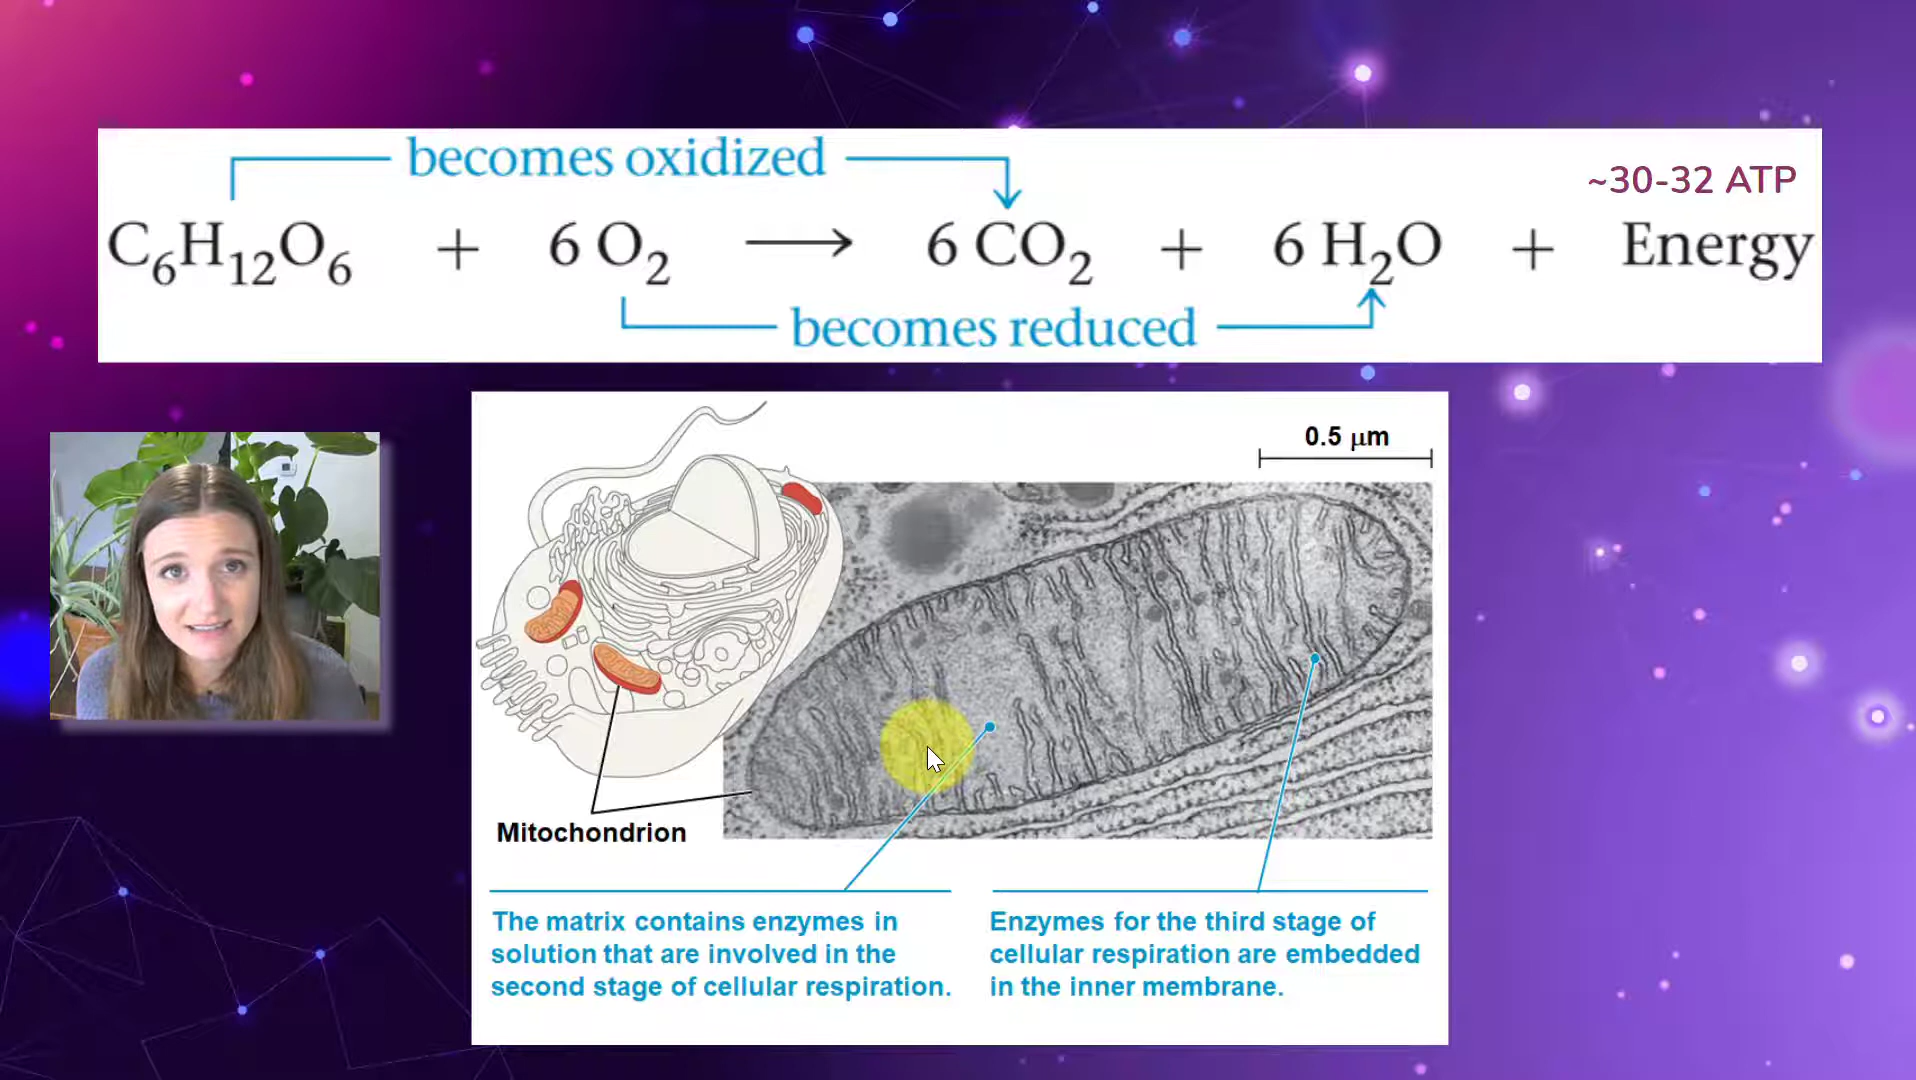 becomes oxidized
~30-32 ATP
C₆H₁₂O₆ + 6 O₂ ⟶ 6 CO₂ + 6 H₂O + Energy
becomes reduced
0.5 µm
Mitochondrion
The matrix contains enzymes in
solution that are involved in the
second stage of cellular respiration.
Enzymes for the third stage of
cellular respiration are embedded
in the inner membrane.